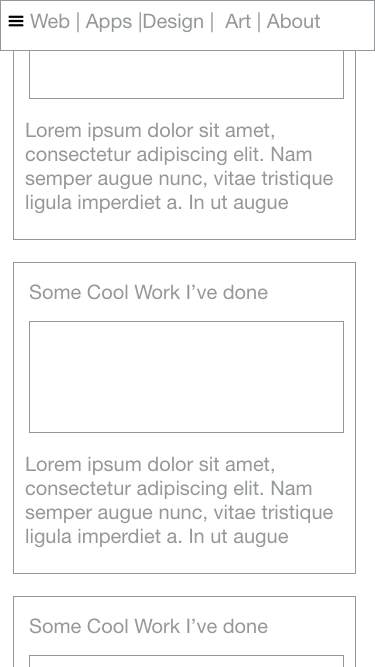 Web | Apps |Design |  Art | About
Lorem ipsum dolor sit amet,
consectetur adipiscing elit. Nam
semper augue nunc, vitae tristique
ligula imperdiet a. In ut augue
Some Cool Work I’ve done
Lorem ipsum dolor sit amet,
consectetur adipiscing elit. Nam
semper augue nunc, vitae tristique
ligula imperdiet a. In ut augue
Some Cool Work I’ve done